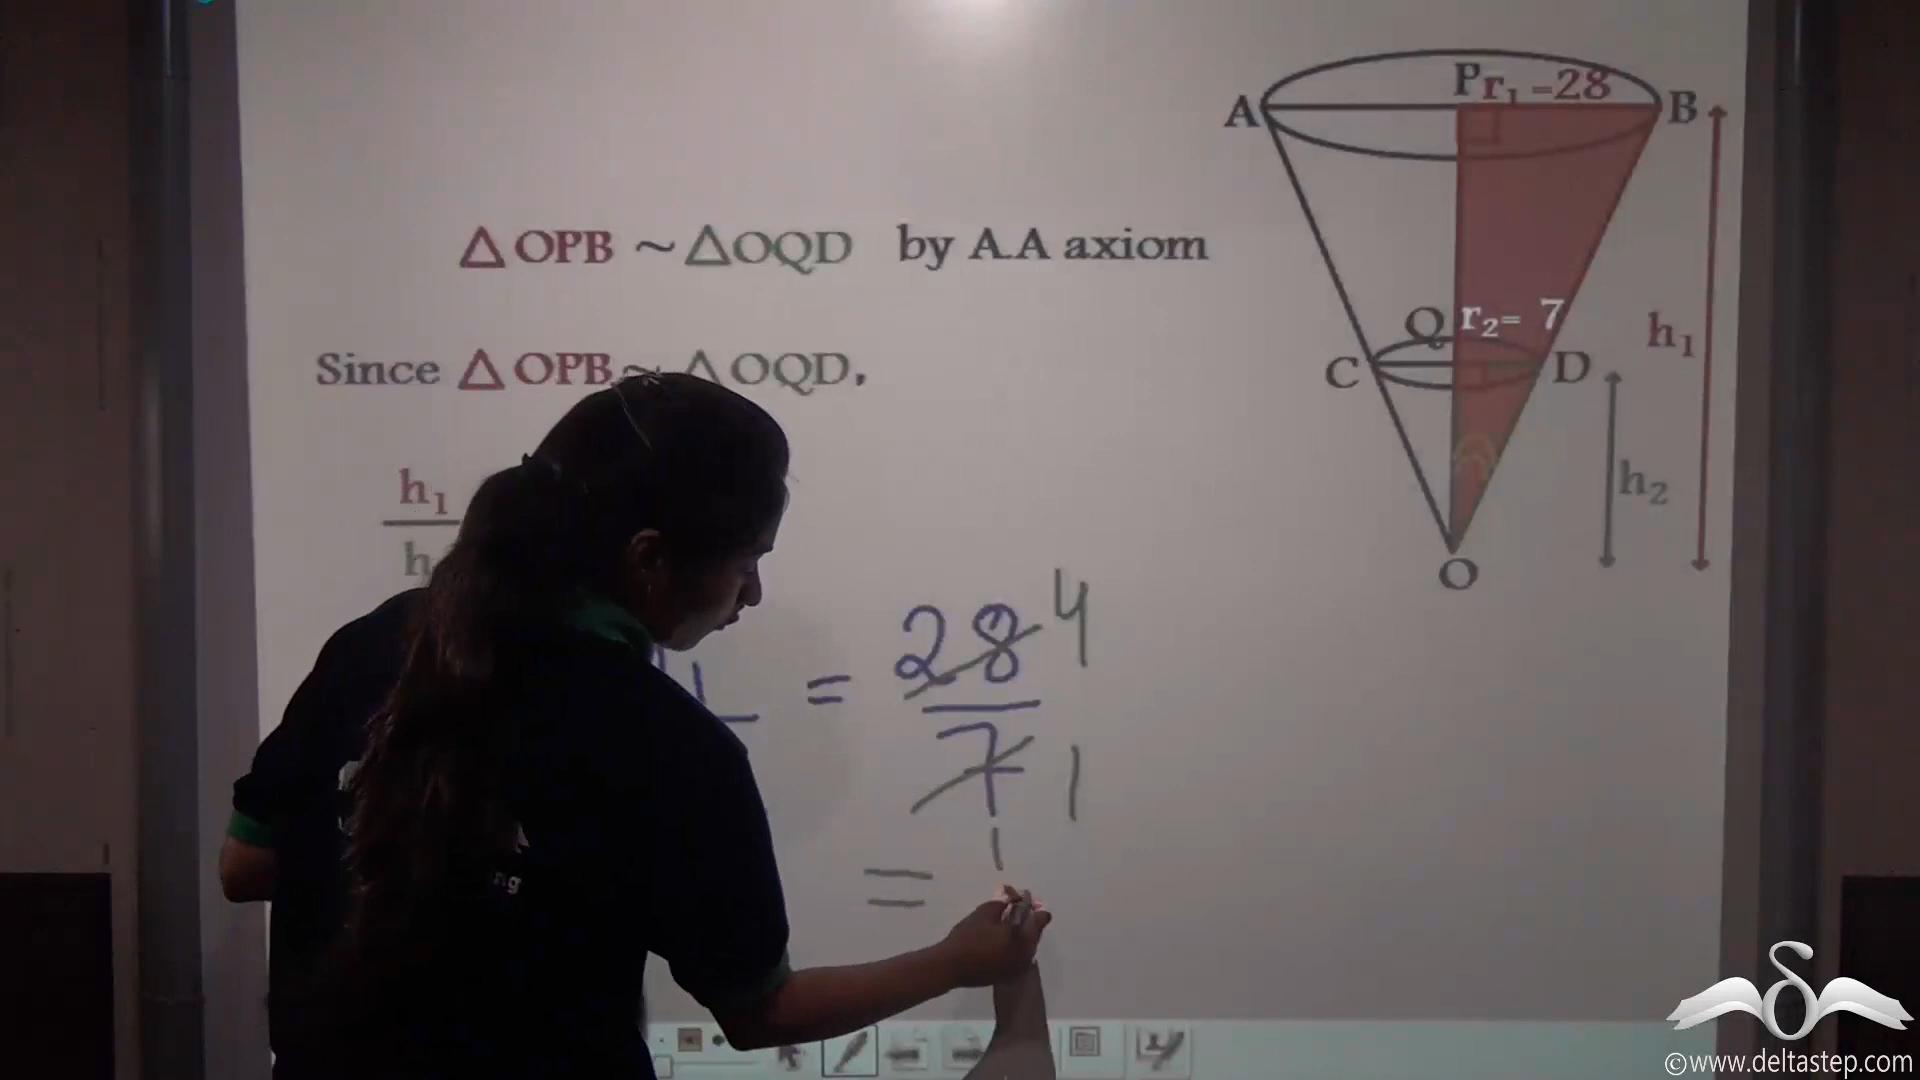 P r₁ =28
A
B
△ OPB ~ △OQD by A.A axiom
Q r₂= 7
h₁
Since △ OPB ~ △OQD,
C
D
h₁
h
h₂
O
= 28 4
7 1
=
ng
©www.deltastep.com